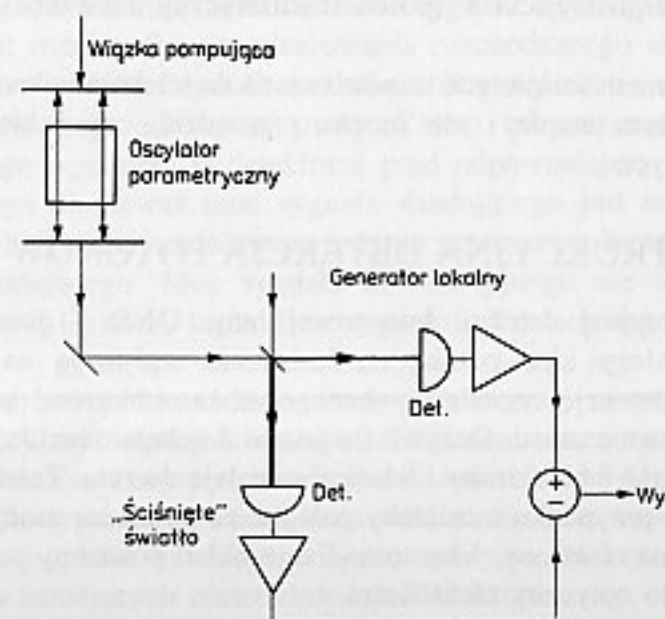 Wiązka pompująca
Oscylator
parametryczny
Generator lokalny
Det.
Det.
„Ściśnięte”
światło
+
−
Wy